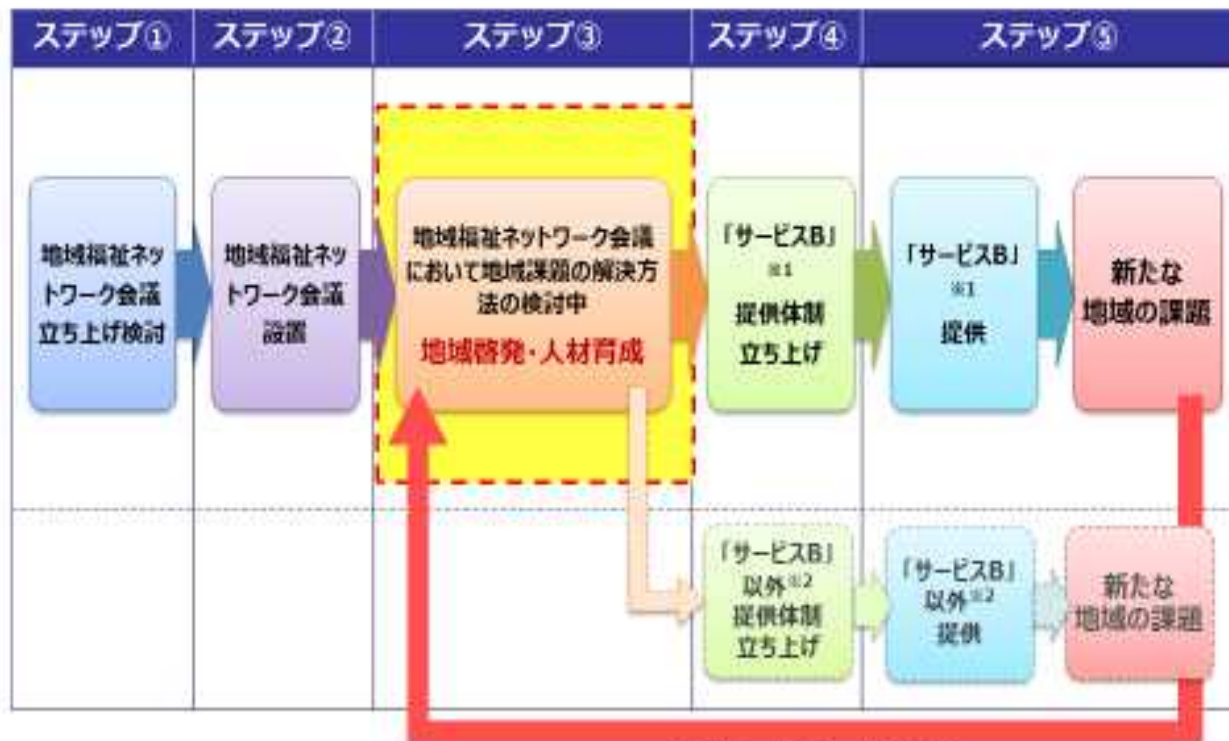 ステップ①
ステップ②
ステップ③
ステップ④
ステップ⑤
地域福祉ネッ
トワーク会議
立ち上げ検討
地域福祉ネッ
トワーク会議
設置
地域福祉ネットワーク会議
において地域課題の解決方
法の検討中
地域啓発・人材育成
「サービスB」
※1
提供体制
立ち上げ
「サービスB」
※1
提供
新たな
地域の課題
「サービスB」
以外※2
提供体制
立ち上げ
「サービスB」
以外※2
提供
新たな
地域の課題